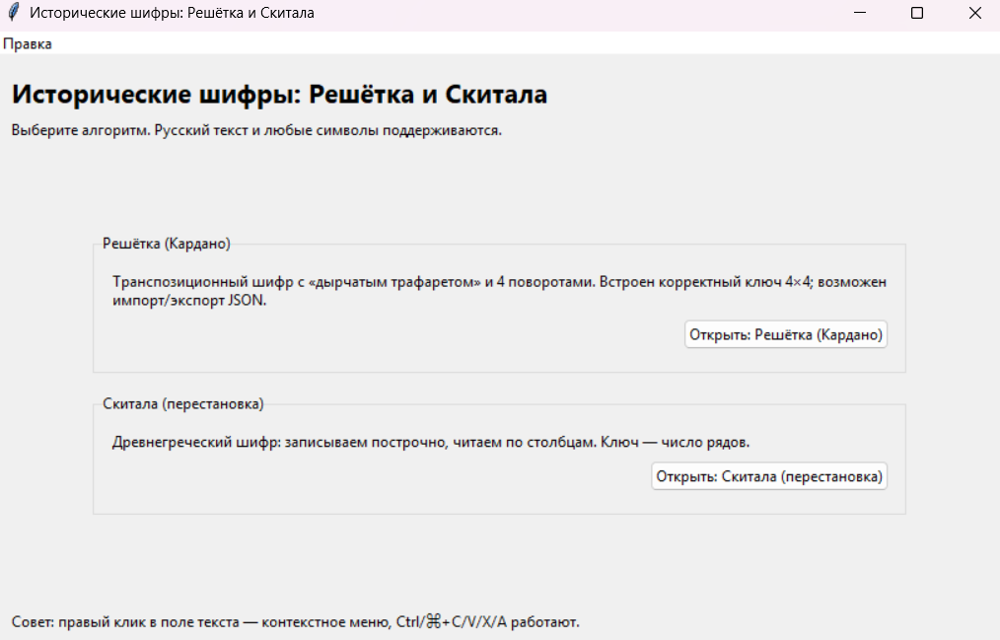 Исторические шифры: Решётка и Скитала
Правка
Исторические шифры: Решётка и Скитала
Выберите алгоритм. Русский текст и любые символы поддерживаются.
Решётка (Кардано)
Транспозиционный шифр с «дырчатым трафаретом» и 4 поворотами. Встроен корректный ключ 4×4; возможен
импорт/экспорт JSON.
Открыть: Решётка (Кардано)
Скитала (перестановка)
Древнегреческий шифр: записываем построчно, читаем по столбцам. Ключ — число рядов.
Открыть: Скитала (перестановка)
Совет: правый клик в поле текста — контекстное меню, Ctrl/⌘+C/V/X/A работают.